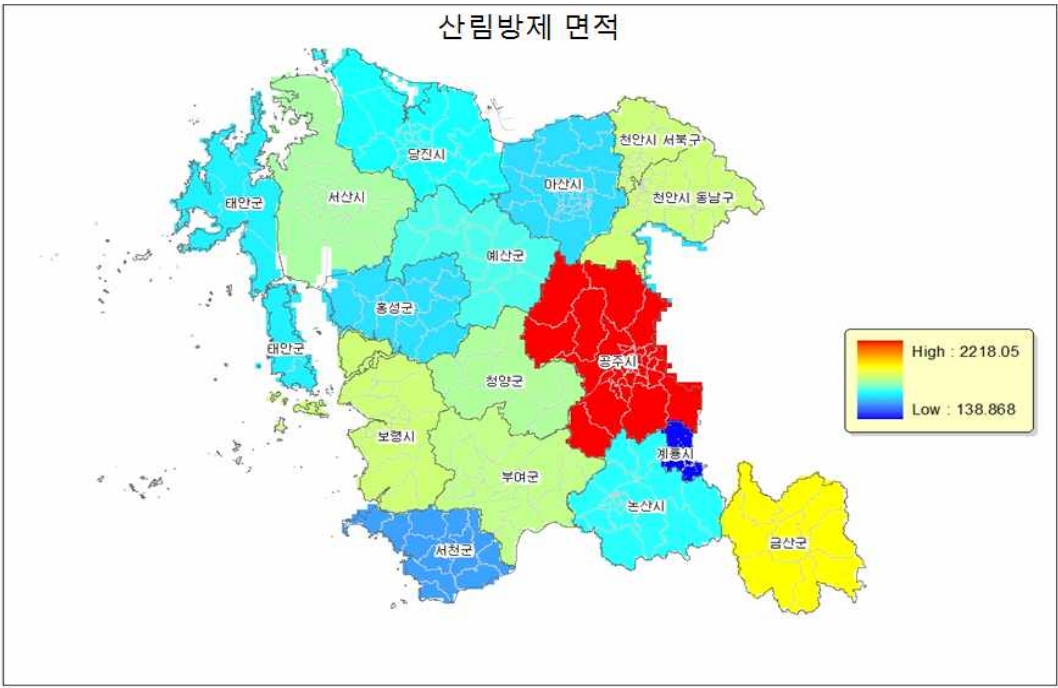 산림방제 면적
천안시 서북구
당진시
아산시
천안시 동남구
서산시
태안군
예산군
홍성군
High : 2218.05
태안군
공주시
청양군
Low : 138.868
보령시
계룡시
부여군
논산시
금산군
서천군